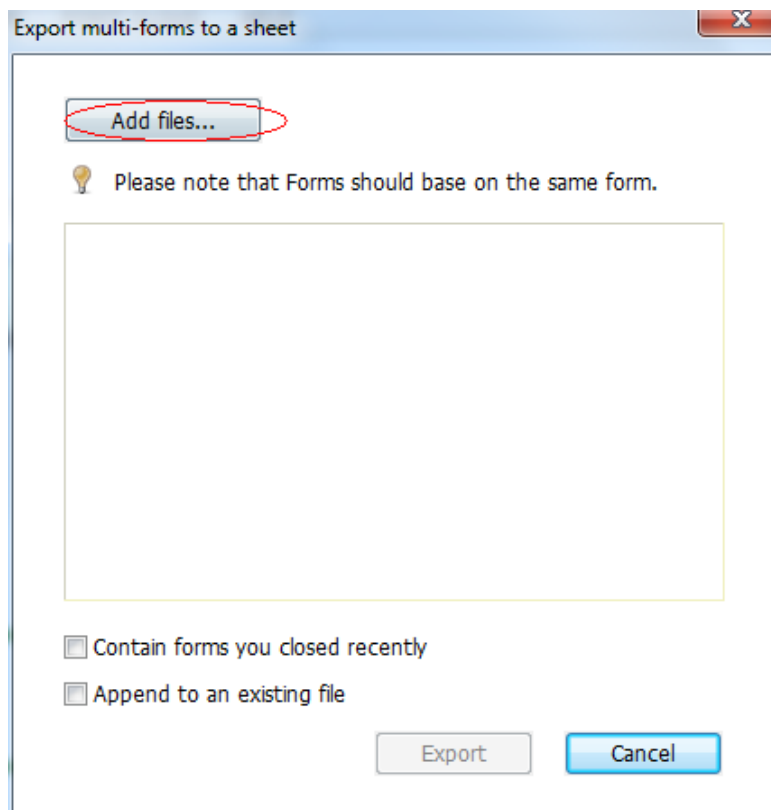 Export multi-forms to a sheet
Add files...
Please note that Forms should base on the same form.
Contain forms you closed recently
Append to an existing file
Export
Cancel